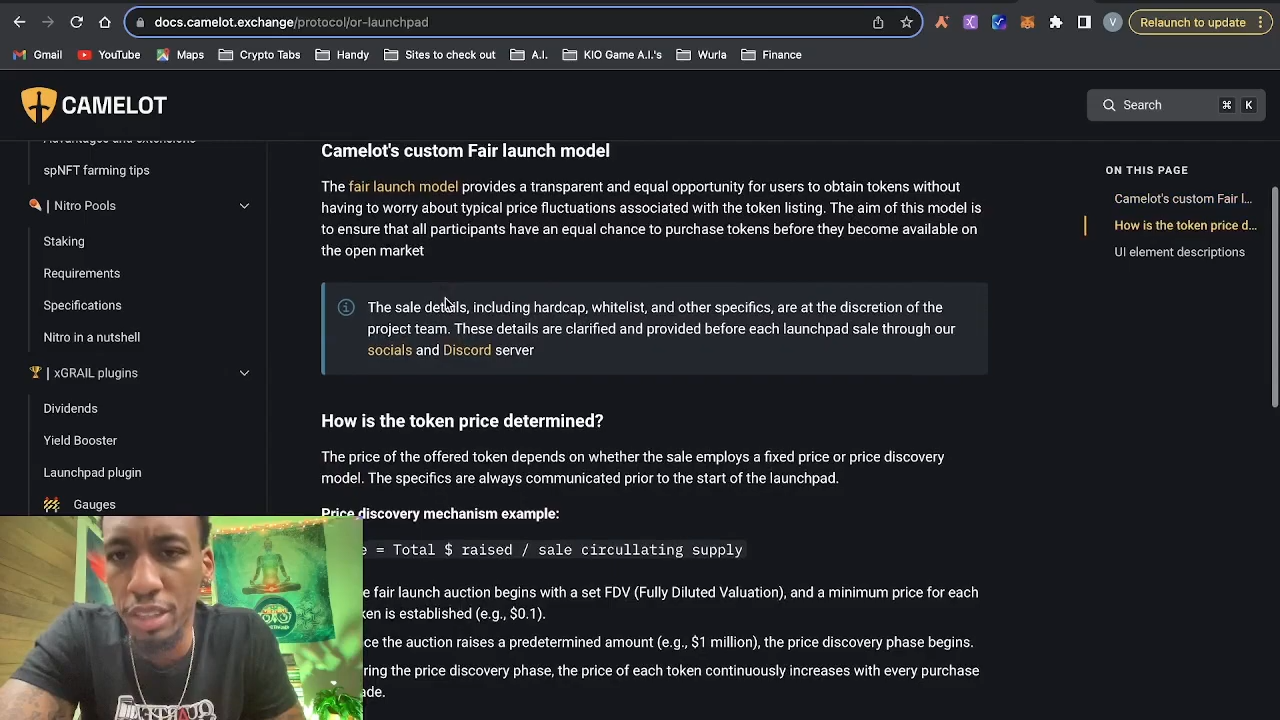 docs.camelot.exchange/protocol/or-launchpad
V
Relaunch to update
Gmail
YouTube
Maps
Crypto Tabs
Handy
Sites to check out
A.I.
KIO Game A.I.'s
Wurla
Finance
CAMELOT
Search
⌘
K
Advantages and extensions
spNFT farming tips
| Nitro Pools
Staking
Requirements
Specifications
Nitro in a nutshell
| xGRAIL plugins
Dividends
Yield Booster
Launchpad plugin
Gauges
Camelot's custom Fair launch model
The fair launch model provides a transparent and equal opportunity for users to obtain tokens without
having to worry about typical price fluctuations associated with the token listing. The aim of this model is
to ensure that all participants have an equal chance to purchase tokens before they become available on
the open market
The sale details, including hardcap, whitelist, and other specifics, are at the discretion of the
project team. These details are clarified and provided before each launchpad sale through our
socials and Discord server
How is the token price determined?
The price of the offered token depends on whether the sale employs a fixed price or price discovery
model. The specifics are always communicated prior to the start of the launchpad.
Price discovery mechanism example:
= Total $ raised / sale circullating supply
fair launch auction begins with a set FDV (Fully Diluted Valuation), and a minimum price for each
is established (e.g., $0.1).
the auction raises a predetermined amount (e.g., $1 million), the price discovery phase begins.
the price discovery phase, the price of each token continuously increases with every purchase
ON THIS PAGE
Camelot's custom Fair l...
How is the token price d...
UI element descriptions